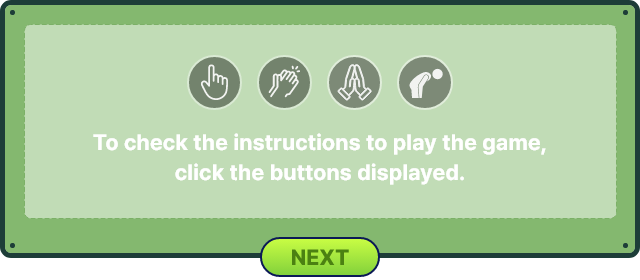 To check the instructions to play the game,
click the buttons displayed.
NEXT